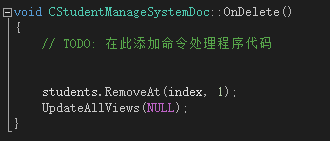 void CStudentManageSystemDoc::OnDelete()
{
// TODO: 在此添加命令处理程序代码
students.RemoveAt(index, 1);
UpdateAllViews(NULL);
}